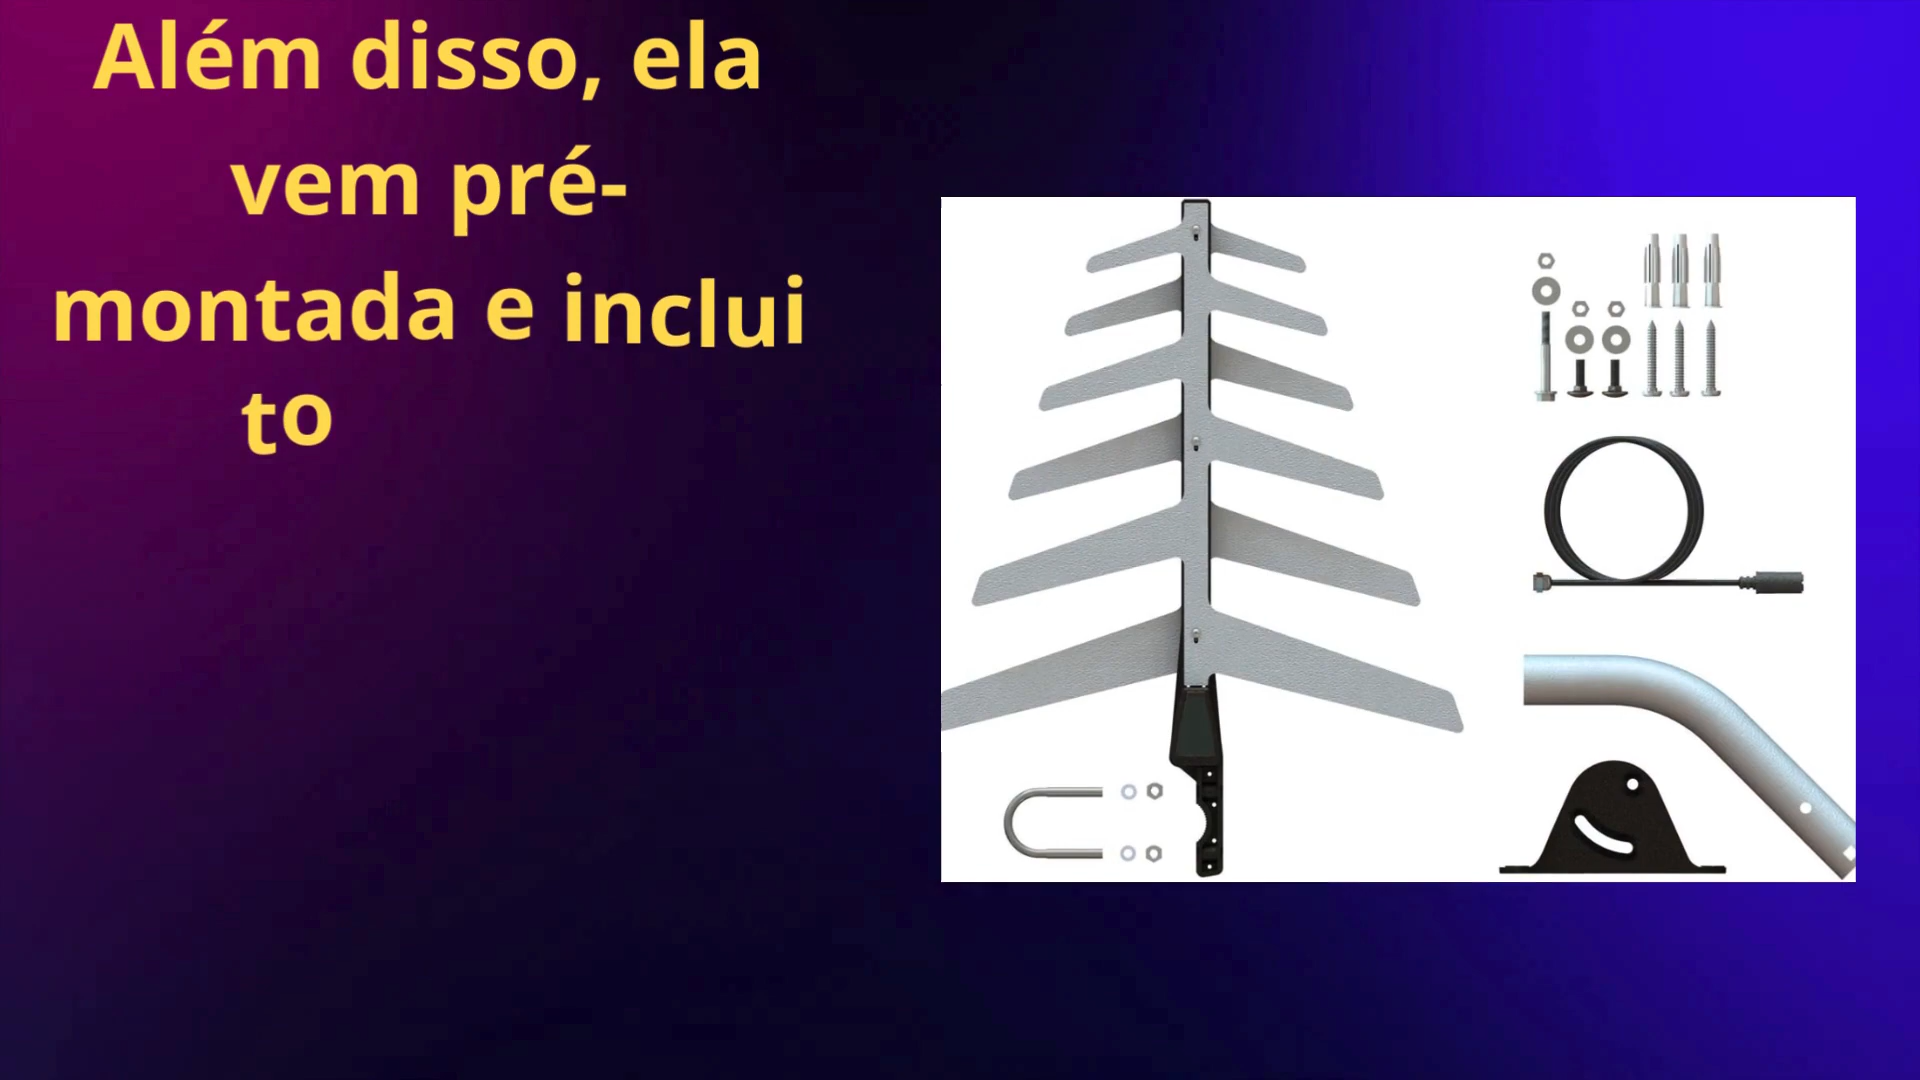 Além disso, ela
vem pré-
montada e inclui
to